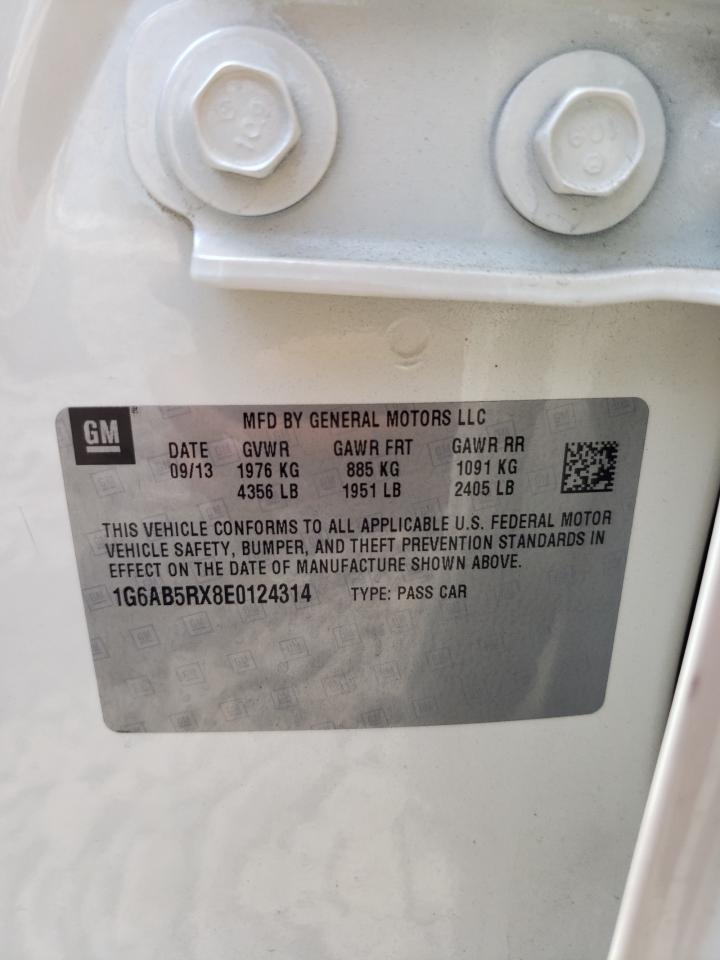 GM
MFD BY GENERAL MOTORS LLC
DATE GVWR GAWR FRT GAWR RR
09/13 1976 KG 885 KG 1091 KG
4356 LB 1951 LB 2405 LB
THIS VEHICLE CONFORMS TO ALL APPLICABLE U.S. FEDERAL MOTOR
VEHICLE SAFETY, BUMPER, AND THEFT PREVENTION STANDARDS IN
EFFECT ON THE DATE OF MANUFACTURE SHOWN ABOVE.
1G6AB5RX8E0124314 TYPE: PASS CAR